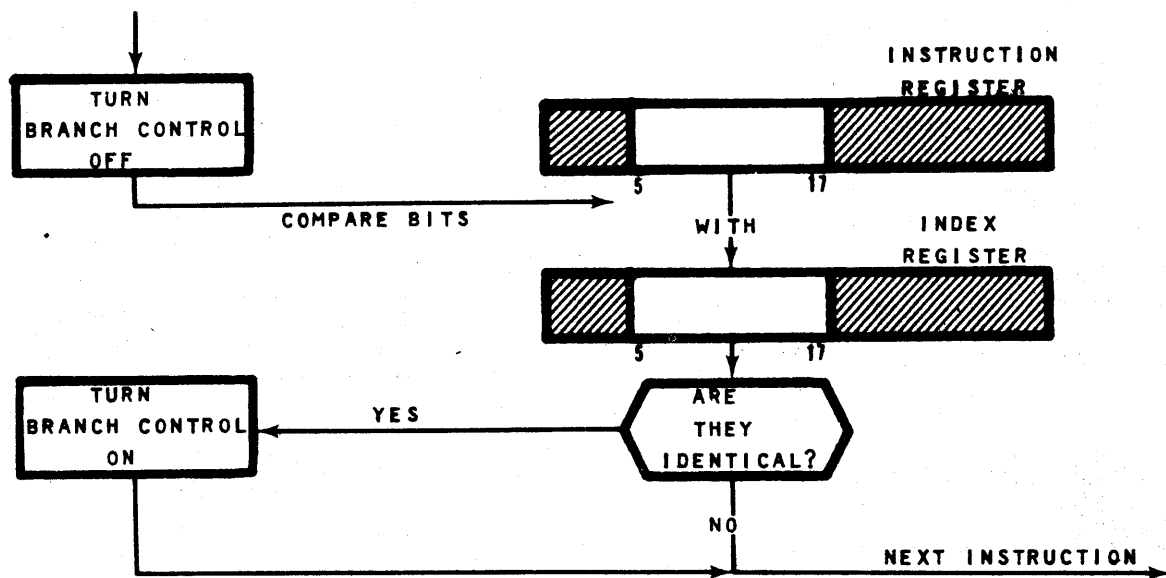 TURN
BRANCH CONTROL
OFF
INSTRUCTION
REGISTER
5 17
COMPARE BITS
WITH
INDEX
REGISTER
5 17
ARE
THEY
IDENTICAL?
YES
TURN
BRANCH CONTROL
ON
NO
NEXT INSTRUCTION